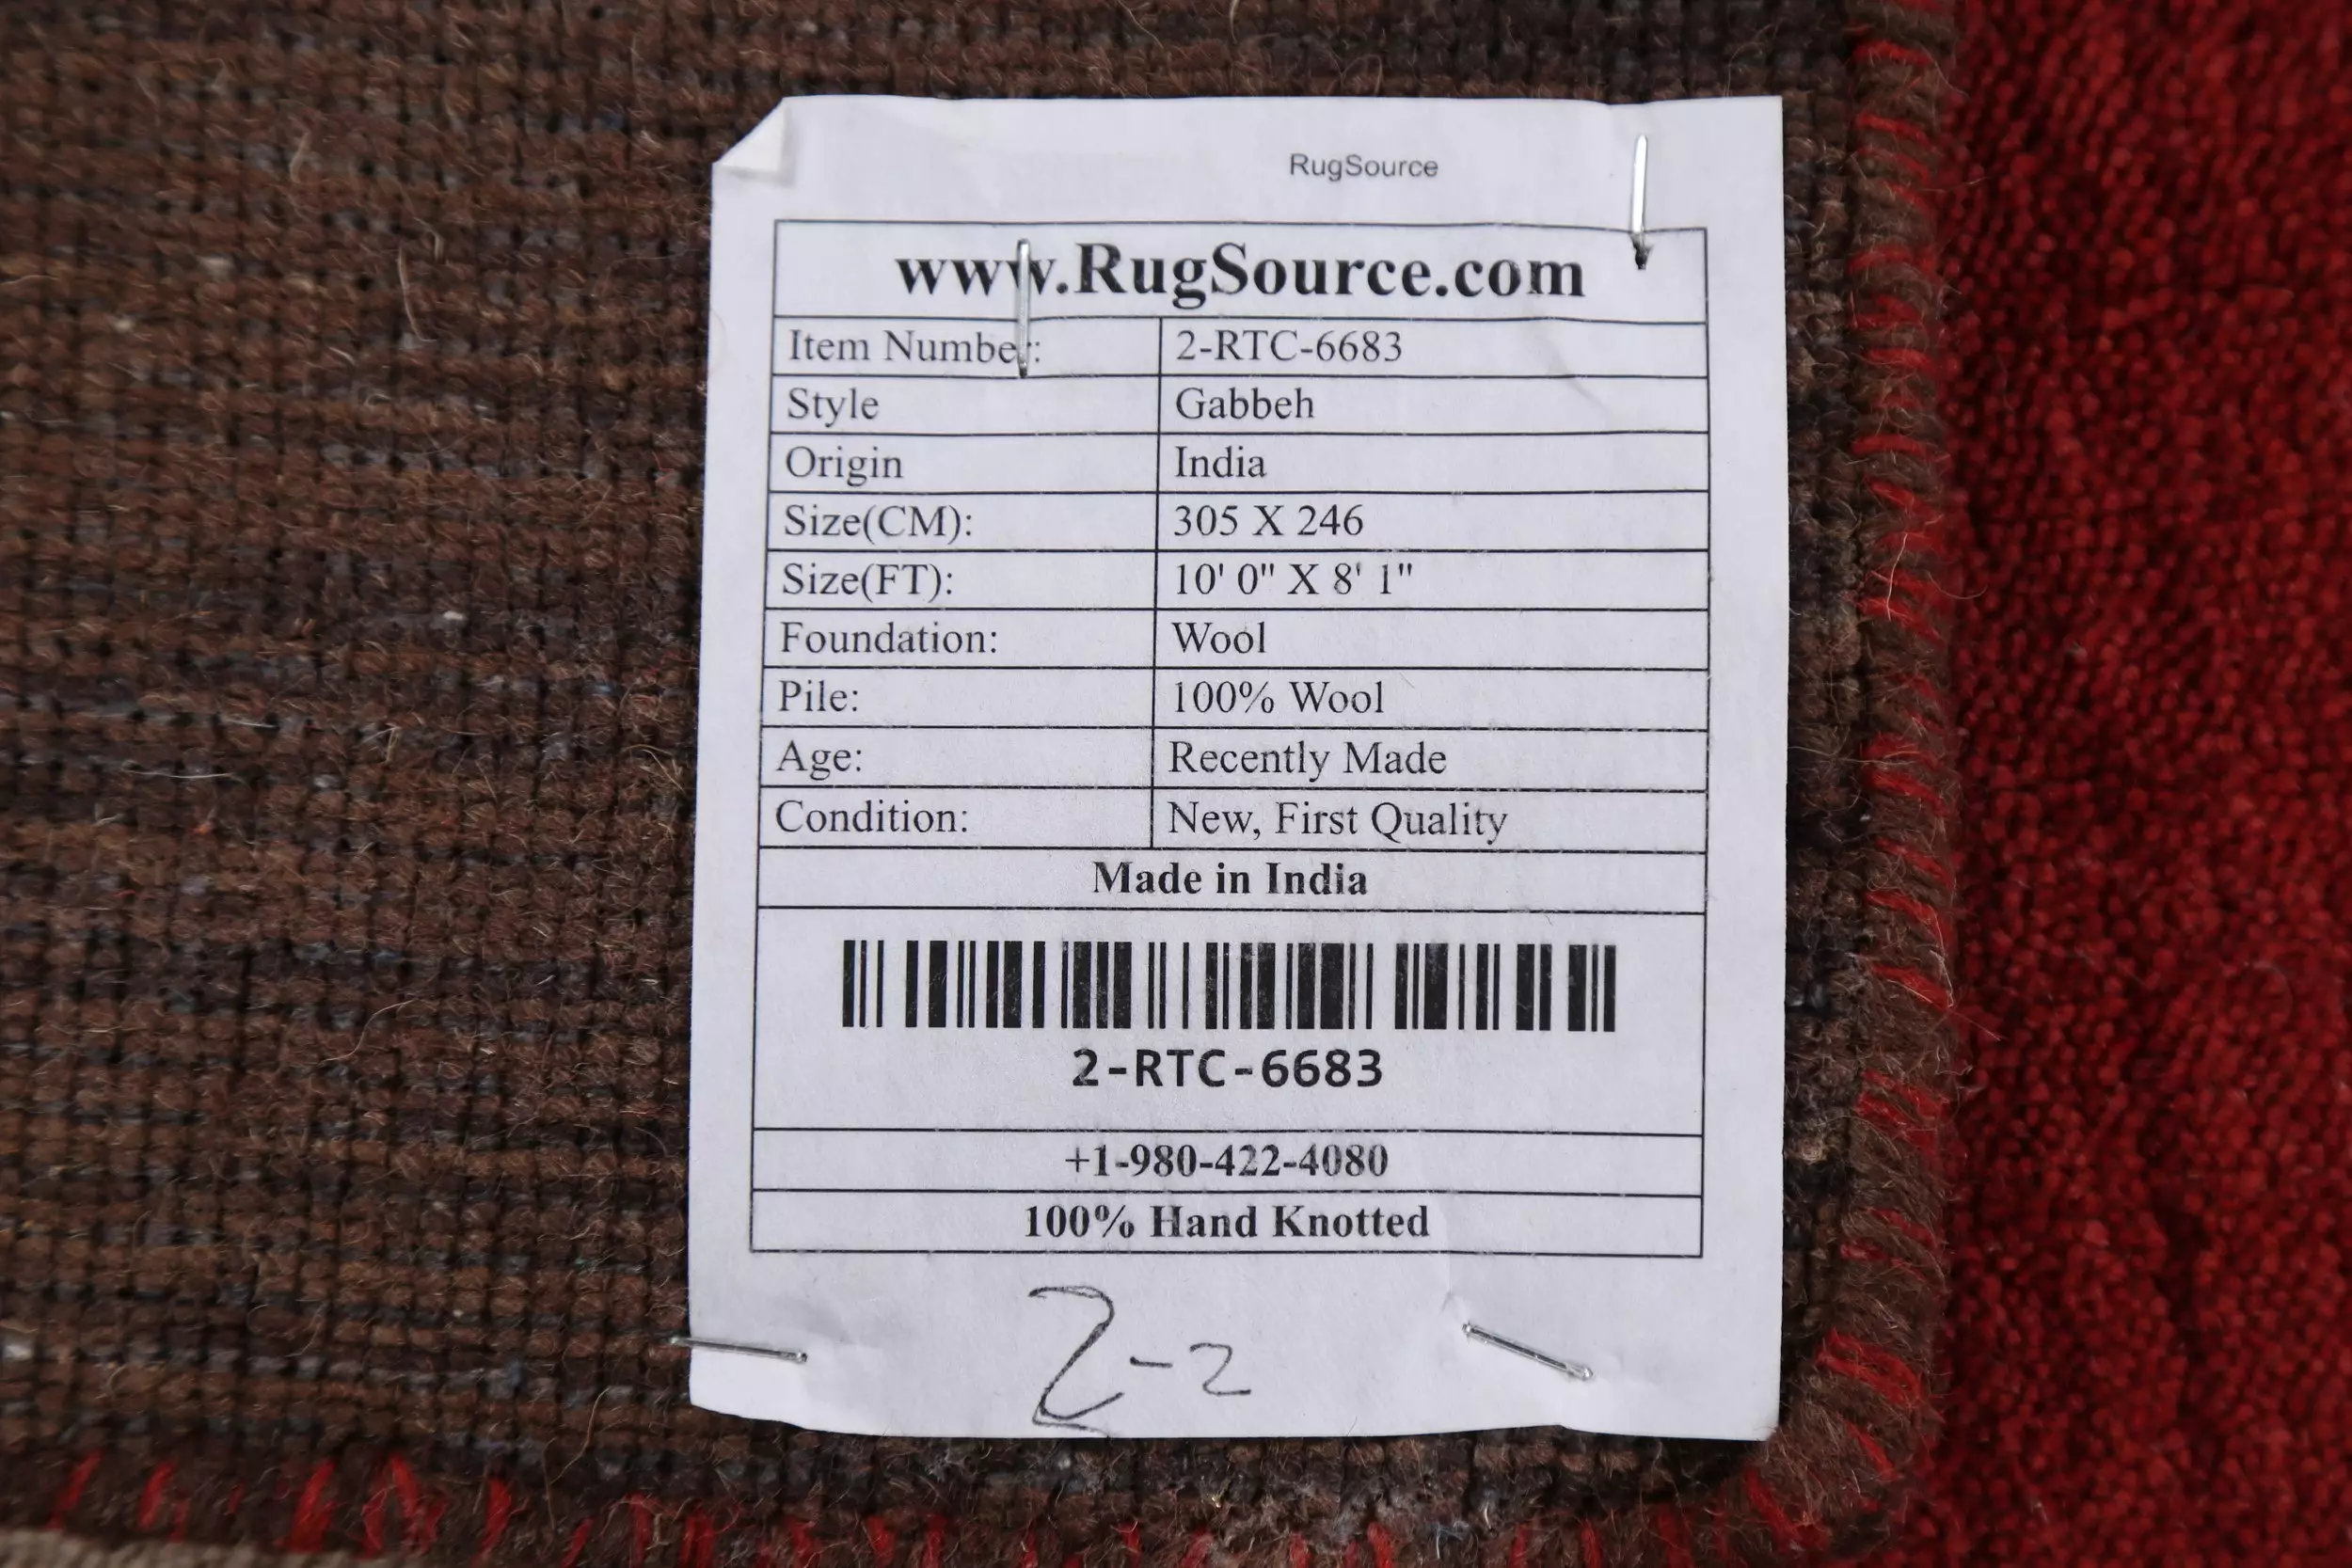 RugSource
www.RugSource.com
Item Number: 2-RTC-6683
Style Gabbeh
Origin India
Size(CM): 305 X 246
Size(FT): 10' 0" X 8' 1"
Foundation: Wool
Pile: 100% Wool
Age: Recently Made
Condition: New, First Quality
Made in India
2-RTC-6683
+1-980-422-4080
100% Hand Knotted
Z-2